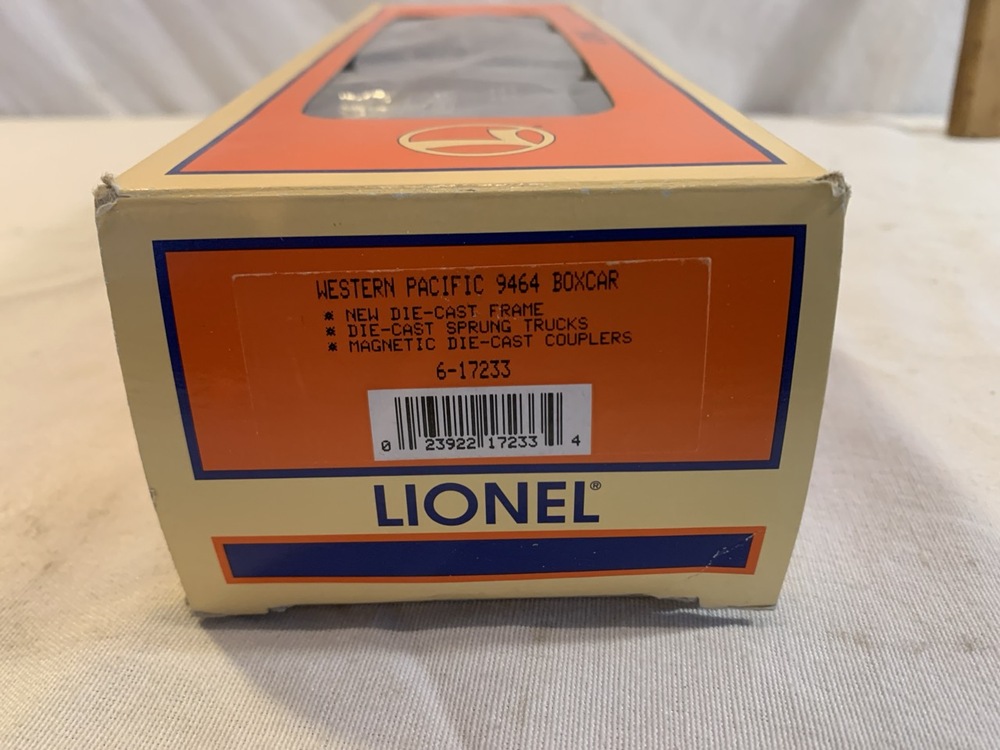 WESTERN PACIFIC 9464 BOXCAR
* NEW DIE-CAST FRAME
* DIE-CAST SPRUNG TRUCKS
* MAGNETIC DIE-CAST COUPLERS
6-17233
0 23922 17233 4
LIONEL®